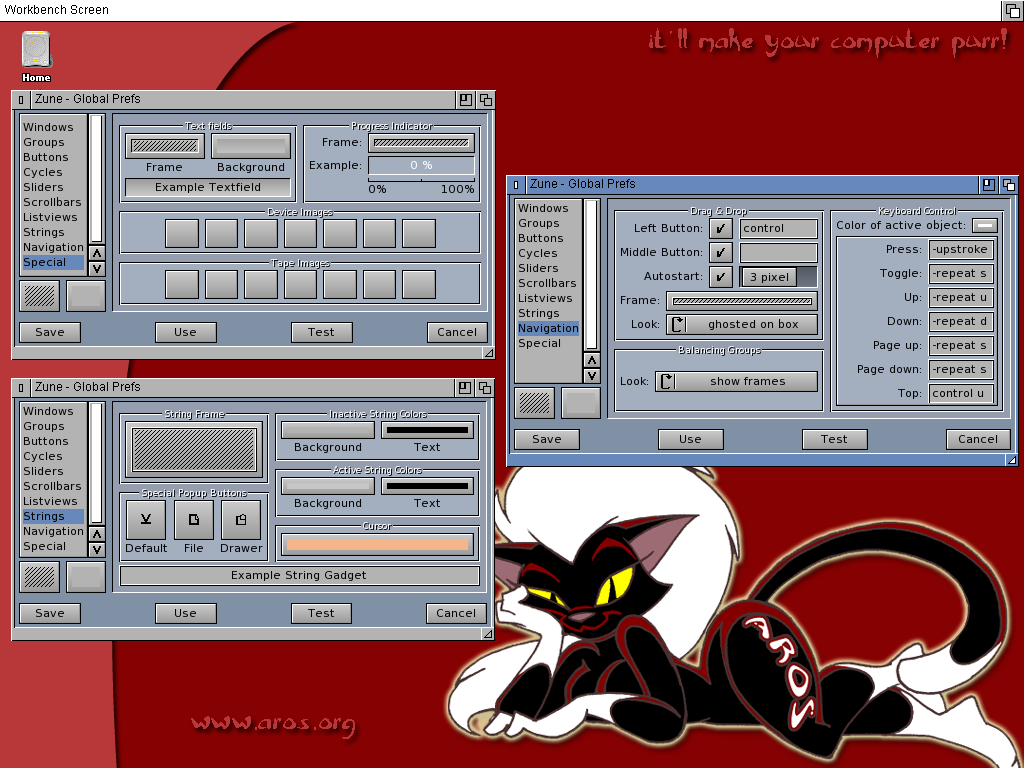 Workbench Screen
it'll make your computer purr!
Home
Zune - Global Prefs
Windows
Groups
Buttons
Cycles
Sliders
Scrollbars
Listviews
Strings
Navigation
Special
Text fields
Frame
Background
Example Textfield
Progress Indicator
Frame:
Example:
0 %
0% 100%
Device Images
Tape Images
Save
Use
Test
Cancel
Zune - Global Prefs
Windows
Groups
Buttons
Cycles
Sliders
Scrollbars
Listviews
Strings
Navigation
Special
Drag & Drop
Left Button: control
Middle Button:
Autostart: 3 pixel
Frame:
Look: ghosted on box
Balancing Groups
Look: show frames
Keyboard Control
Color of active object:
Press: -upstroke
Toggle: -repeat s
Up: -repeat u
Down: -repeat d
Page up: -repeat s
Page down: -repeat s
Top: control u
Save
Use
Test
Cancel
Zune - Global Prefs
Windows
Groups
Buttons
Cycles
Sliders
Scrollbars
Listviews
Strings
Navigation
Special
String Frame
Special Popup Buttons
Default
File
Drawer
Inactive String Colors
Background
Text
Active String Colors
Background
Text
Cursor
Example String Gadget
Save
Use
Test
Cancel
AROS
www.aros.org